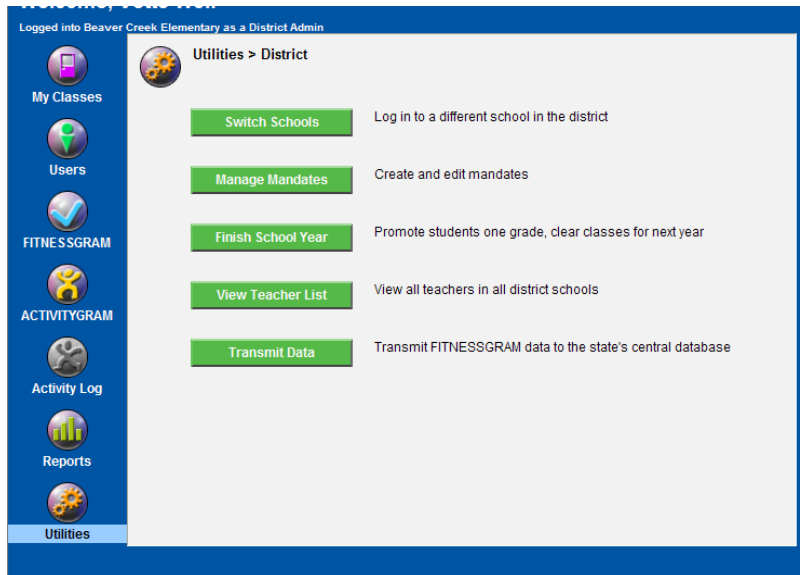 Logged into Beaver Creek Elementary as a District Admin
Utilities > District
My Classes
Users
FITNESSGRAM
ACTIVITYGRAM
Activity Log
Reports
Utilities
Switch Schools
Log in to a different school in the district
Manage Mandates
Create and edit mandates
Finish School Year
Promote students one grade, clear classes for next year
View Teacher List
View all teachers in all district schools
Transmit Data
Transmit FITNESSGRAM data to the state's central database